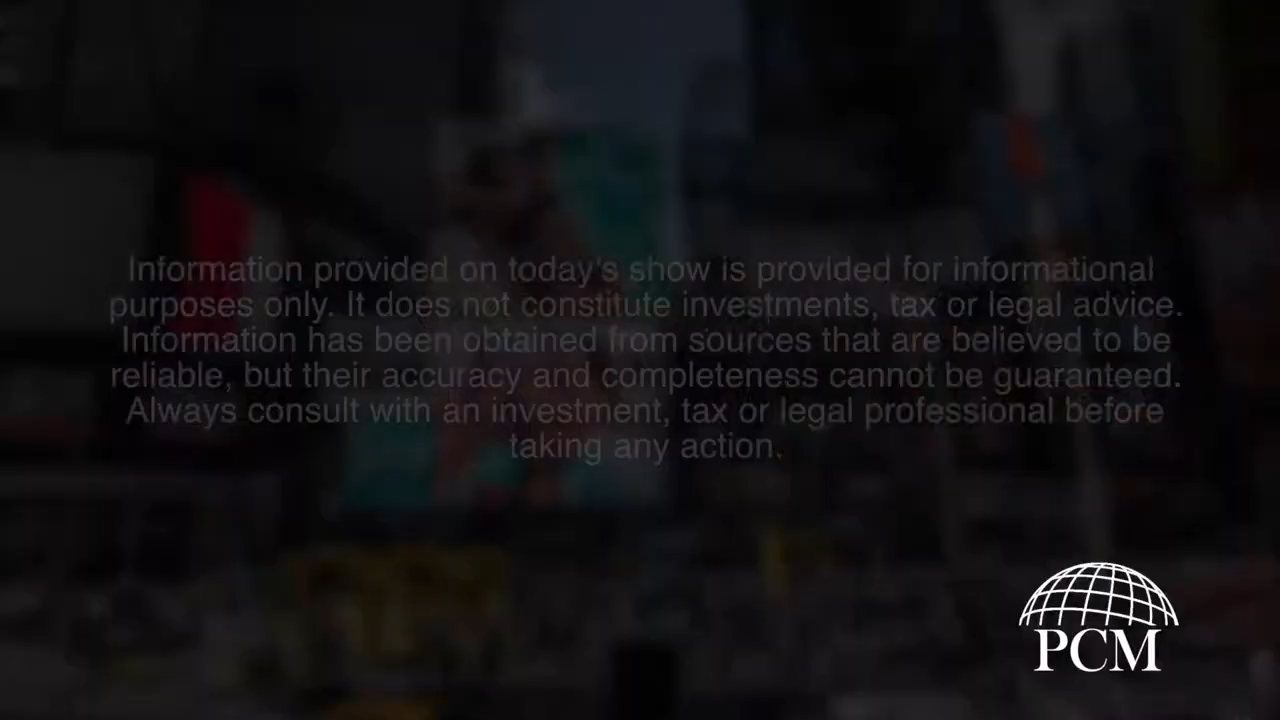 Information provided on today's show is provided for informational
purposes only. It does not constitute investments, tax or legal advice.
Information has been obtained from sources that are believed to be
reliable, but their accuracy and completeness cannot be guaranteed.
Always consult with an investment, tax or legal professional before
taking any action.
PCM